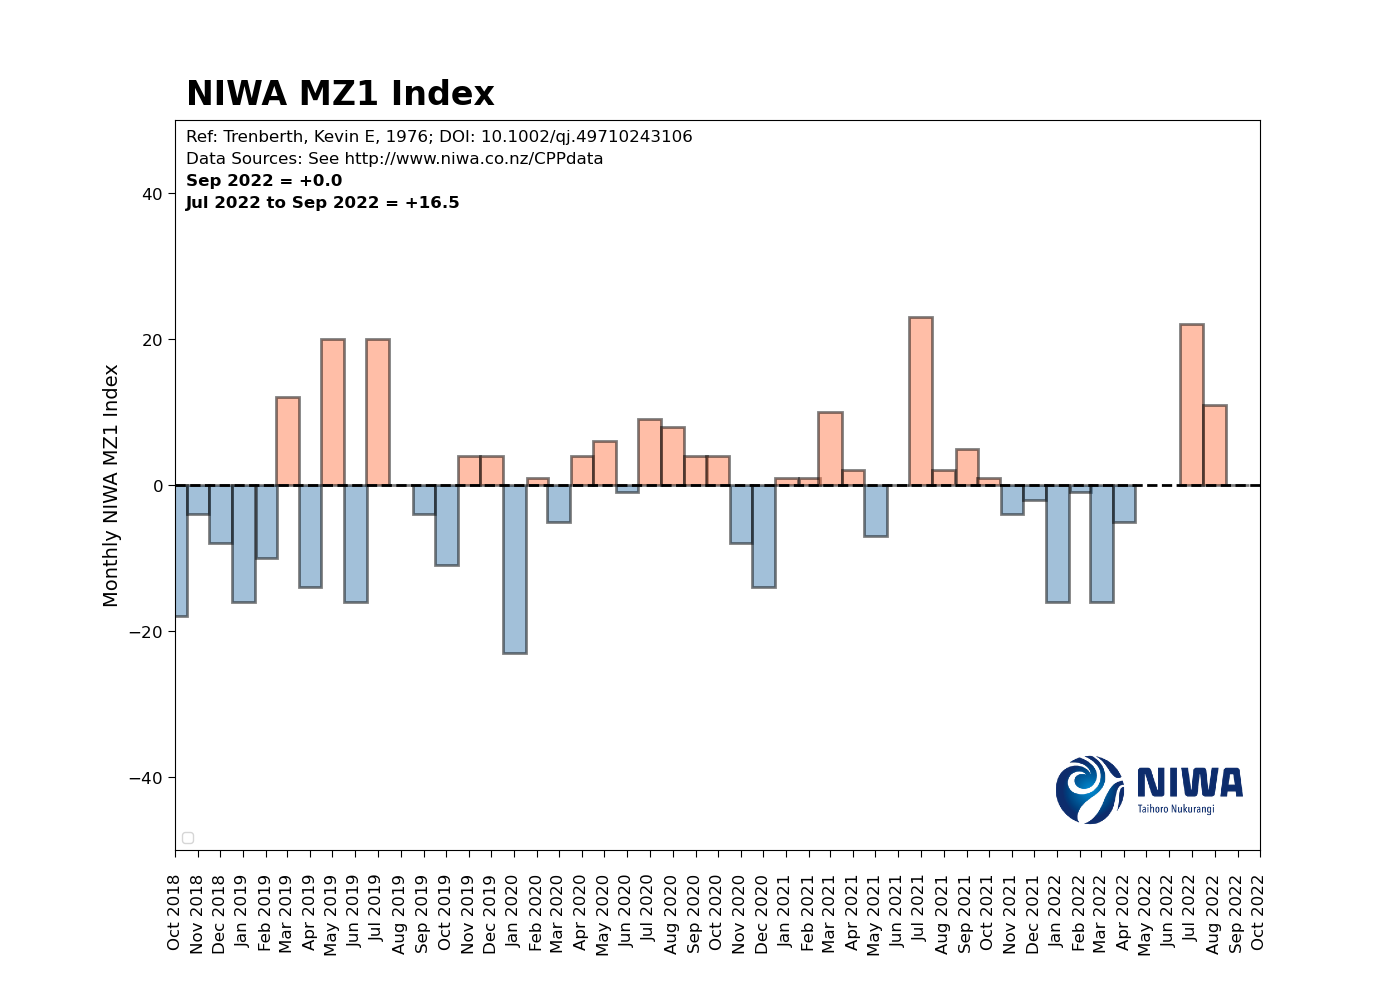 NIWA MZ1 Index
Ref: Trenberth, Kevin E, 1976; DOI: 10.1002/qj.49710243106
Data Sources: See http://www.niwa.co.nz/CPPdata
Sep 2022 = +0.0
Jul 2022 to Sep 2022 = +16.5
Monthly NIWA MZ1 Index
40
20
0
−20
−40
NIWA
Taihoro Nukurangi
Oct 2018
Nov 2018
Dec 2018
Jan 2019
Feb 2019
Mar 2019
Apr 2019
May 2019
Jun 2019
Jul 2019
Aug 2019
Sep 2019
Oct 2019
Nov 2019
Dec 2019
Jan 2020
Feb 2020
Mar 2020
Apr 2020
May 2020
Jun 2020
Jul 2020
Aug 2020
Sep 2020
Oct 2020
Nov 2020
Dec 2020
Jan 2021
Feb 2021
Mar 2021
Apr 2021
May 2021
Jun 2021
Jul 2021
Aug 2021
Sep 2021
Oct 2021
Nov 2021
Dec 2021
Jan 2022
Feb 2022
Mar 2022
Apr 2022
May 2022
Jun 2022
Jul 2022
Aug 2022
Sep 2022
Oct 2022